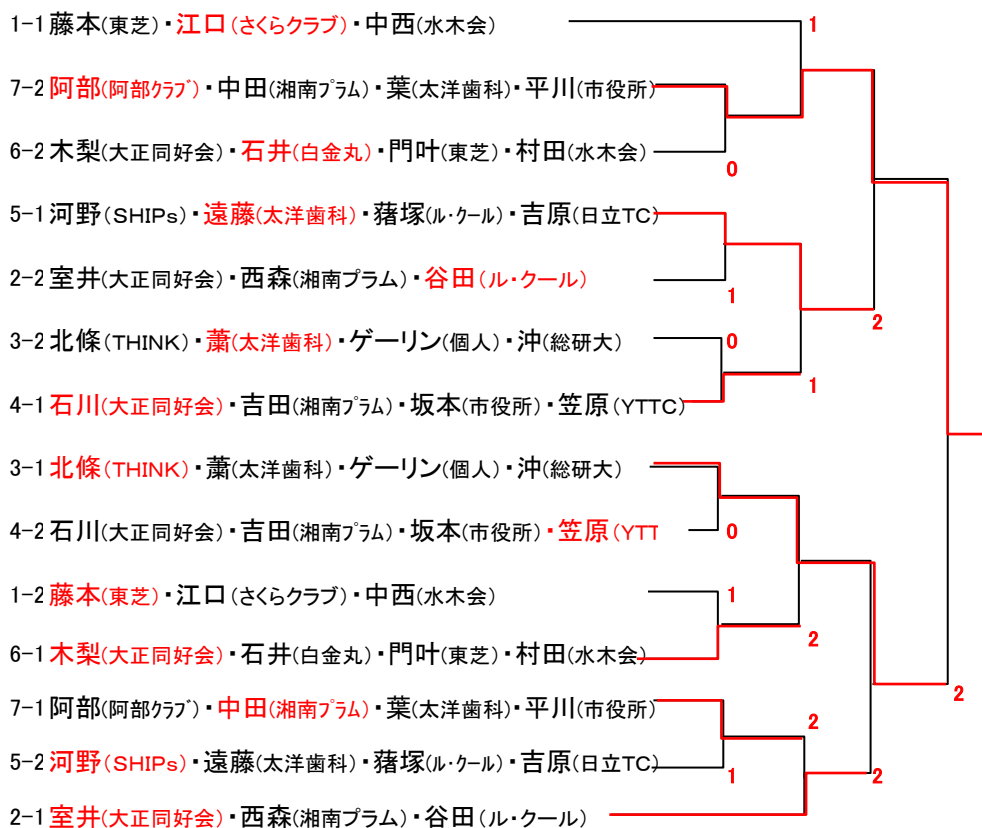 1-1 藤本(東芝)・江口(さくらクラブ)・中西(水木会)
1
7-2 阿部(阿部クラブ)・中田(湘南プラム)・葉(太洋歯科)・平川(市役所)
6-2 木梨(大正同好会)・石井(白金丸)・門叶(東芝)・村田(水木会)
0
5-1 河野(SHIPs)・遠藤(太洋歯科)・藷塚(ル・クール)・吉原(日立TC)
2-2 室井(大正同好会)・西森(湘南プラム)・谷田(ル・クール)
1
2
3-2 北條(THINK)・蕭(太洋歯科)・ゲーリン(個人)・沖(総研大)
0
1
4-1 石川(大正同好会)・吉田(湘南プラム)・坂本(市役所)・笠原(YTTC)
3-1 北條(THINK)・蕭(太洋歯科)・ゲーリン(個人)・沖(総研大)
4-2 石川(大正同好会)・吉田(湘南プラム)・坂本(市役所)・笠原(YTT
0
1-2 藤本(東芝)・江口(さくらクラブ)・中西(水木会)
1
2
6-1 木梨(大正同好会)・石井(白金丸)・門叶(東芝)・村田(水木会)
2
7-1 阿部(阿部クラブ)・中田(湘南プラム)・葉(太洋歯科)・平川(市役所)
2
5-2 河野(SHIPs)・遠藤(太洋歯科)・藷塚(ル・クール)・吉原(日立TC)
1
2
2-1 室井(大正同好会)・西森(湘南プラム)・谷田(ル・クール)